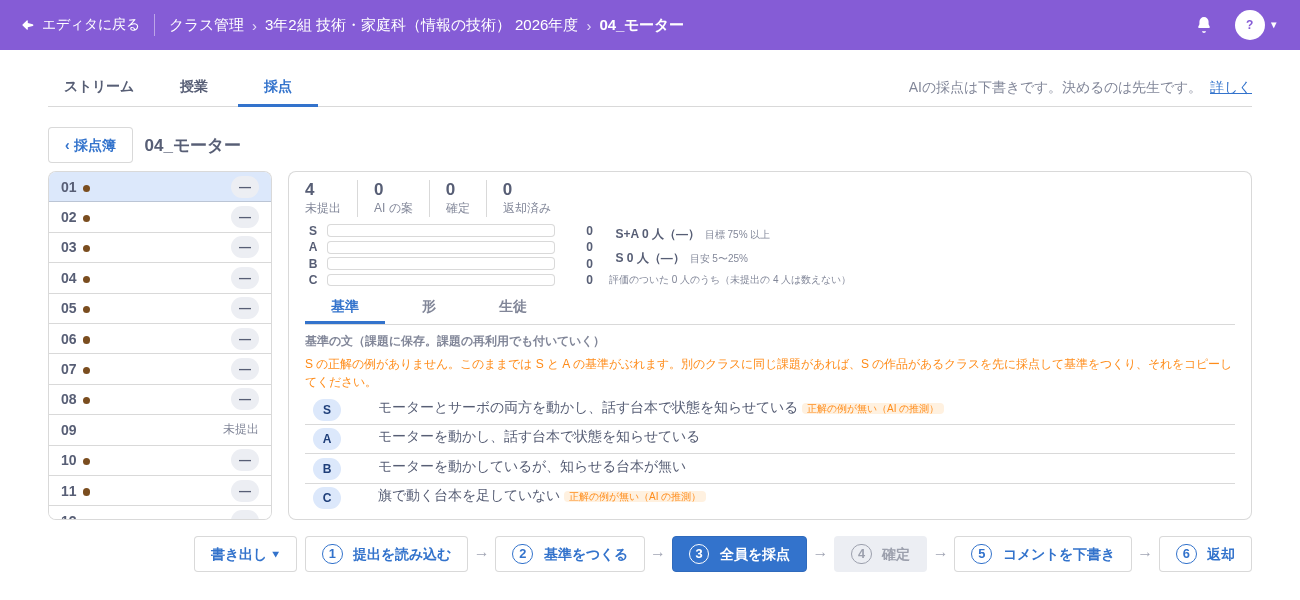 エディタに戻る クラス管理 › 3年2組 技術・家庭科（情報の技術） 2026年度 › 04_モーター ?
ストリーム 授業 採点 AIの採点は下書きです。決めるのは先生です。 詳しく
‹ 採点簿 04_モーター
01 —
02 —
03 —
04 —
05 —
06 —
07 —
08 —
09 未提出
10 —
11 —
4 0 0 0
未提出 AI の案 確定 返却済み
S 0 S+A 0 人（—） 目標 75% 以上
A 0
B 0 S 0 人（—） 目安 5〜25%
C 0 評価のついた 0 人のうち（未提出の 4 人は数えない）
基準 形 生徒
基準の文（課題に保存。課題の再利用でも付いていく）
S の正解の例がありません。このままでは S と A の基準がぶれます。別のクラスに同じ課題があれば、S の作品があるクラスを先に採点して基準をつくり、それをコピーし
てください。
S モーターとサーボの両方を動かし、話す台本で状態を知らせている 正解の例が無い（AI の推測）
A モーターを動かし、話す台本で状態を知らせている
B モーターを動かしているが、知らせる台本が無い
C 旗で動く台本を足していない 正解の例が無い（AI の推測）
書き出し ▾ 1 提出を読み込む → 2 基準をつくる → 3 全員を採点 → 4 確定 → 5 コメントを下書き → 6 返却